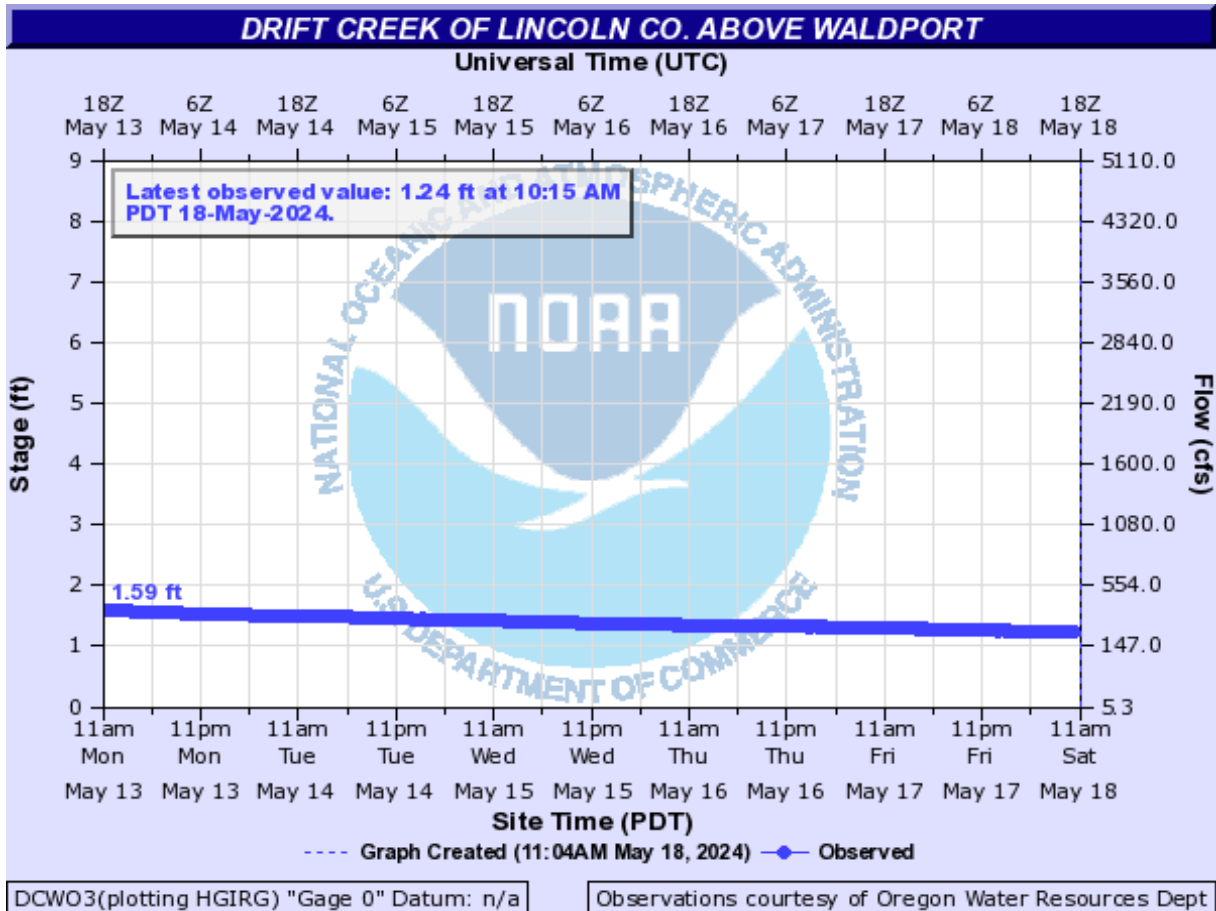 DRIFT CREEK OF LINCOLN CO. ABOVE WALDPORT
Universal Time (UTC)
18Z 6Z 18Z 6Z 18Z 6Z 18Z 6Z 18Z 6Z 18Z
May 13 May 14 May 14 May 15 May 15 May 16 May 16 May 17 May 17 May 18 May 18
Latest observed value: 1.24 ft at 10:15 AM
PDT 18-May-2024.
NATIONAL OCEANIC AND ATMOSPHERIC ADMINISTRATION
NOAA
U.S. DEPARTMENT OF COMMERCE
Stage (ft)
9
8
7
6
5
4
3
2
1
0
1.59 ft
5110.0
4320.0
3560.0
2840.0
2190.0
1600.0
1080.0
554.0
147.0
5.3
Flow (cfs)
11am 11pm 11am 11pm 11am 11pm 11am 11pm 11am 11pm 11am
Mon Mon Tue Tue Wed Wed Thu Thu Fri Fri Sat
May 13 May 13 May 14 May 14 May 15 May 15 May 16 May 16 May 17 May 17 May 18
Site Time (PDT)
Graph Created (11:04AM May 18, 2024) Observed
DCWO3(plotting HGIRG) "Gage 0" Datum: n/a
Observations courtesy of Oregon Water Resources Dept